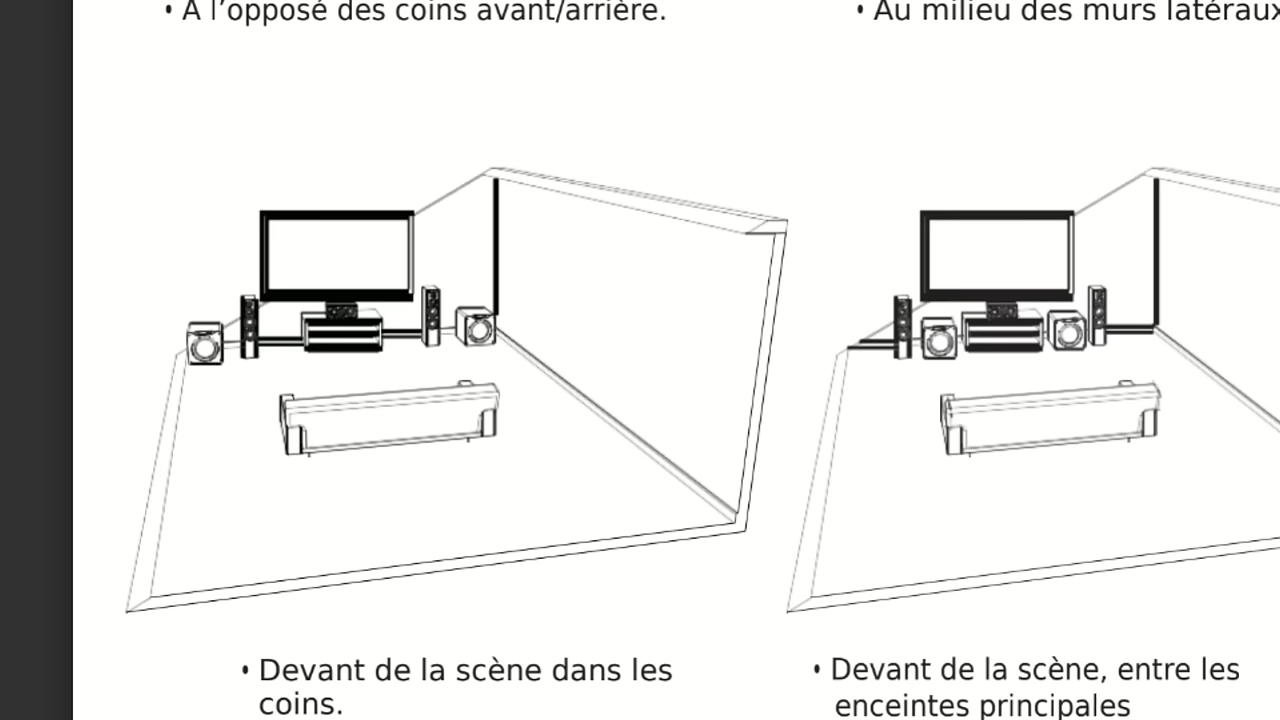 • À l’opposé des coins avant/arrière.
• Au milieu des murs latéraux
• Devant de la scène dans les
coins.
• Devant de la scène, entre les
enceintes principales